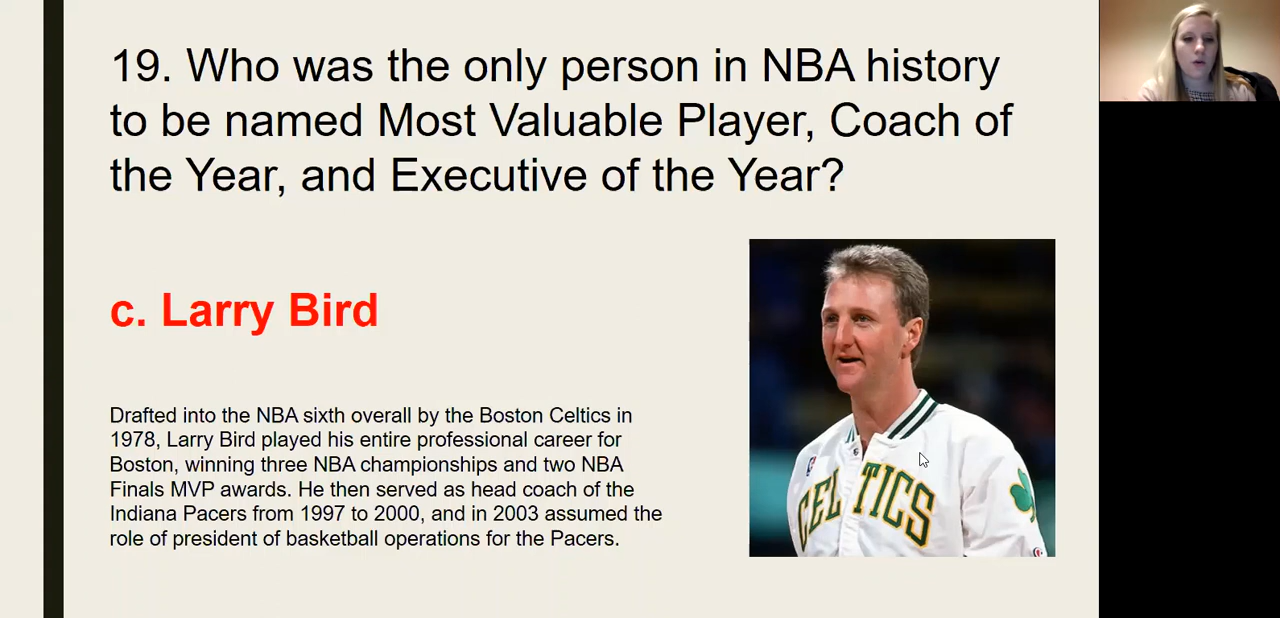 19. Who was the only person in NBA history
to be named Most Valuable Player, Coach of
the Year, and Executive of the Year?
c. Larry Bird
Drafted into the NBA sixth overall by the Boston Celtics in
1978, Larry Bird played his entire professional career for
Boston, winning three NBA championships and two NBA
Finals MVP awards. He then served as head coach of the
Indiana Pacers from 1997 to 2000, and in 2003 assumed the
role of president of basketball operations for the Pacers.
CELTICS